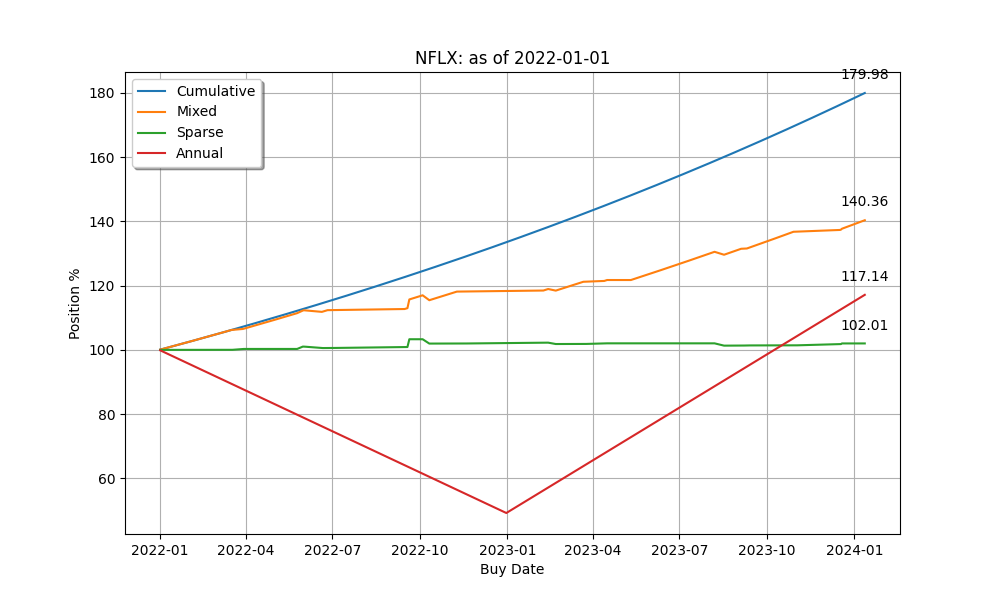 NFLX: as of 2022-01-01
179.98
180
Cumulative
Mixed
Sparse
Annual
160
140.36
140
120
117.14
102.01
100
80
60
Position %
2022-01 2022-04 2022-07 2022-10 2023-01 2023-04 2023-07 2023-10 2024-01
Buy Date